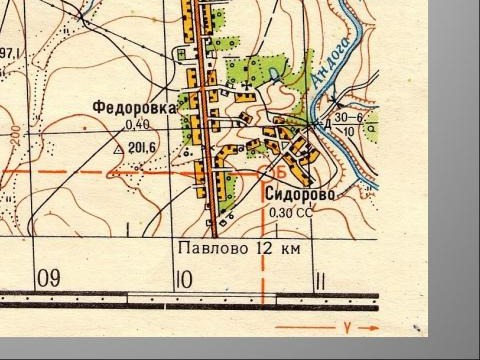 97,1
Андога
Федоровка
0,40
△ 201,6
200
30-6
10
Д
Б
Сидорово
0.30 СС
Павлово 12 км
09
10
11
V